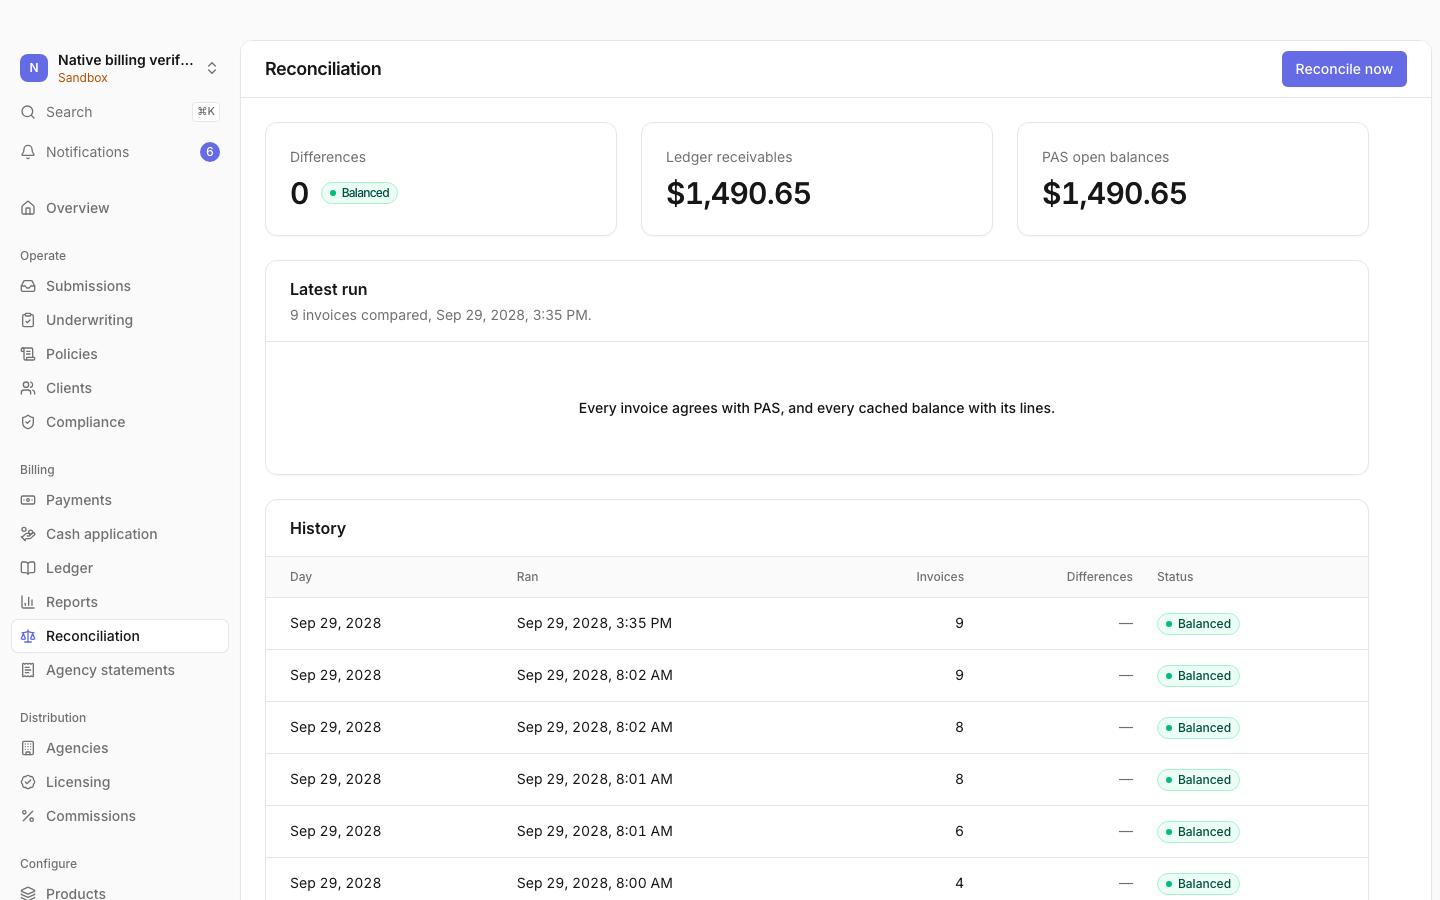 N
Native billing verif...
Sandbox
Search
⌘K
Notifications
6
Overview
Operate
Submissions
Underwriting
Policies
Clients
Compliance
Billing
Payments
Cash application
Ledger
Reports
Reconciliation
Agency statements
Distribution
Agencies
Licensing
Commissions
Configure
Products
Reconciliation
Reconcile now
Differences
0 Balanced
Ledger receivables
$1,490.65
PAS open balances
$1,490.65
Latest run
9 invoices compared, Sep 29, 2028, 3:35 PM.
Every invoice agrees with PAS, and every cached balance with its lines.
History
Day Ran Invoices Differences Status
Sep 29, 2028 Sep 29, 2028, 3:35 PM 9 — Balanced
Sep 29, 2028 Sep 29, 2028, 8:02 AM 9 — Balanced
Sep 29, 2028 Sep 29, 2028, 8:02 AM 8 — Balanced
Sep 29, 2028 Sep 29, 2028, 8:01 AM 8 — Balanced
Sep 29, 2028 Sep 29, 2028, 8:01 AM 6 — Balanced
Sep 29, 2028 Sep 29, 2028, 8:00 AM 4 — Balanced